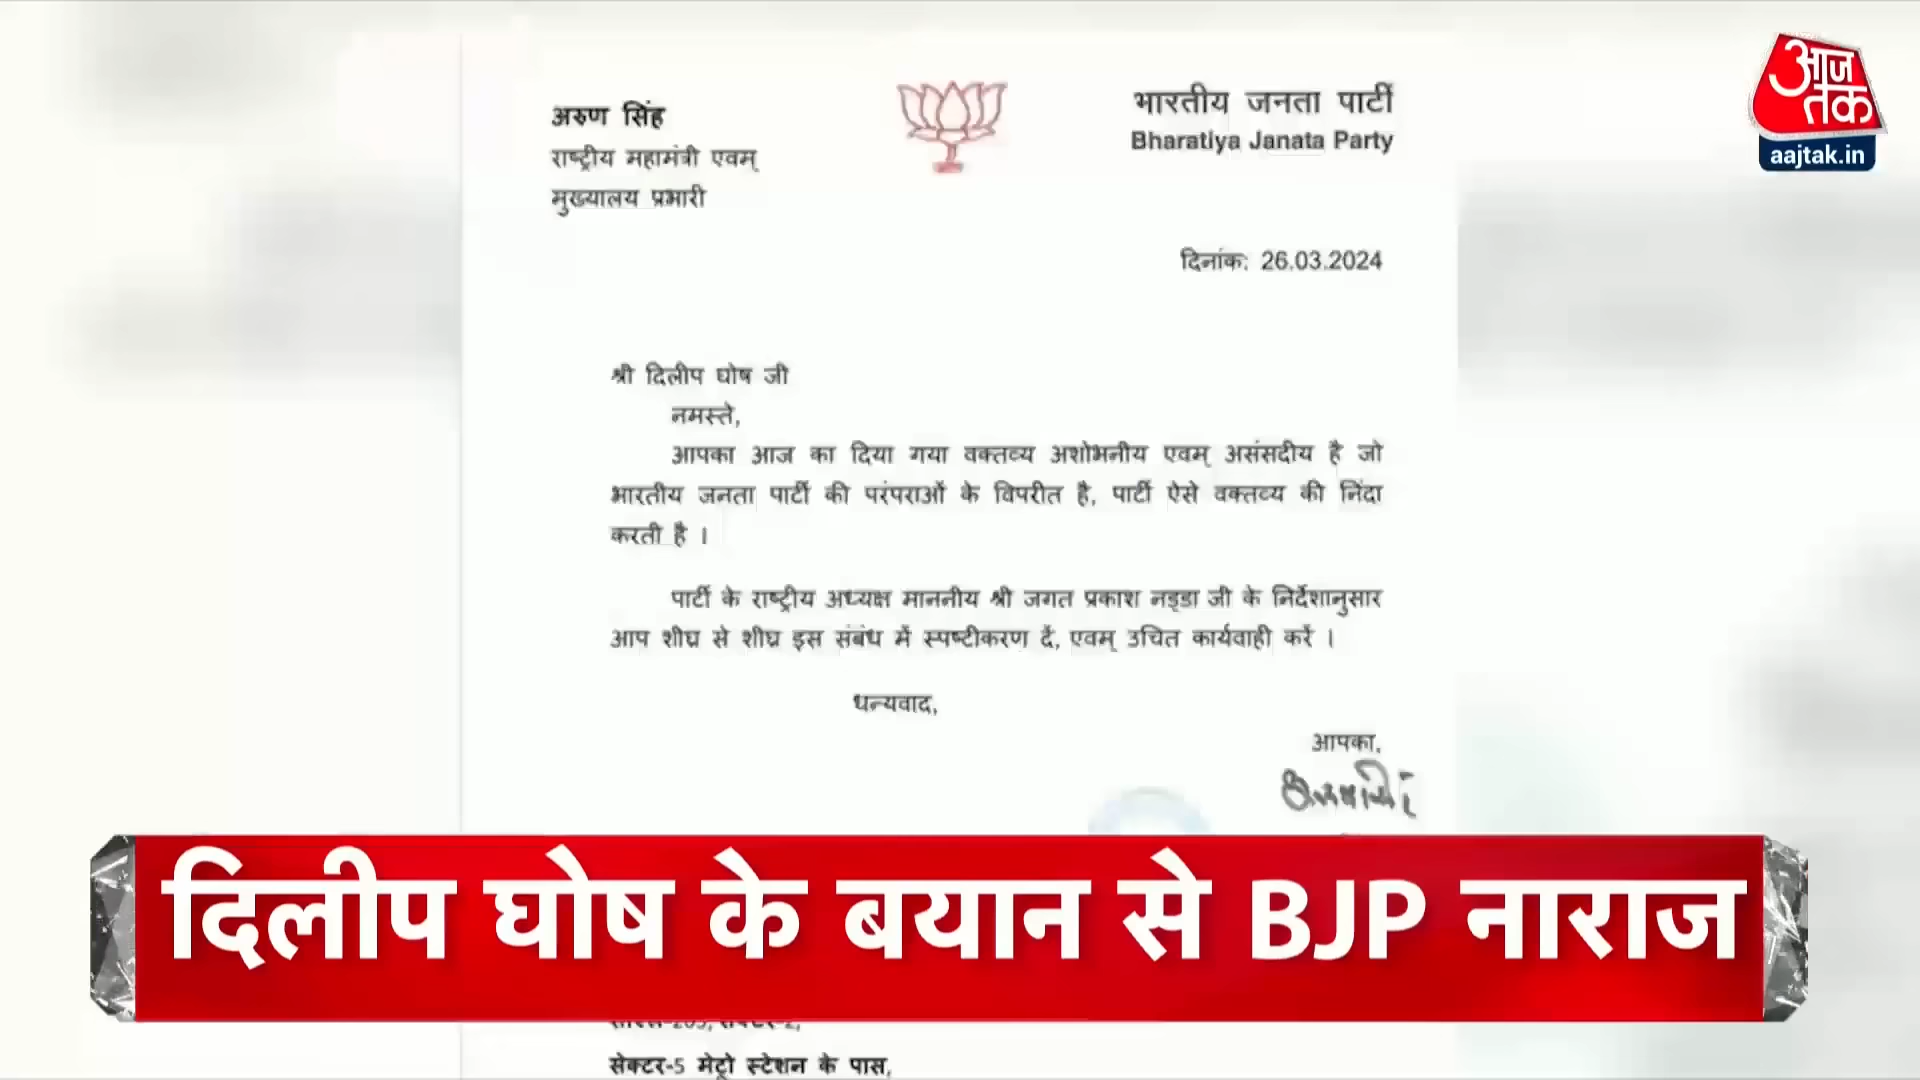 आज
तक
aajtak.in
अरुण सिंह
राष्ट्रीय महामंत्री एवम्
मुख्यालय प्रभारी
भारतीय जनता पार्टी
Bharatiya Janata Party
दिनांक: 26.03.2024
श्री दिलीप घोष जी
नमस्ते,
आपका आज का दिया गया वक्तव्य अशोभनीय एवम् असंसदीय है जो
भारतीय जनता पार्टी की परंपराओं के विपरीत है, पार्टी ऐसे वक्तव्य की निंदा
करती है ।
पार्टी के राष्ट्रीय अध्यक्ष माननीय श्री जगत प्रकाश नड्डा जी के निर्देशानुसार
आप शीघ्र से शीघ्र इस संबंध में स्पष्टीकरण दें, एवम् उचित कार्यवाही करें ।
धन्यवाद,
आपका,
दिलीप घोष के बयान से BJP नाराज
सेक्टर-5 मेट्रो स्टेशन के पास,